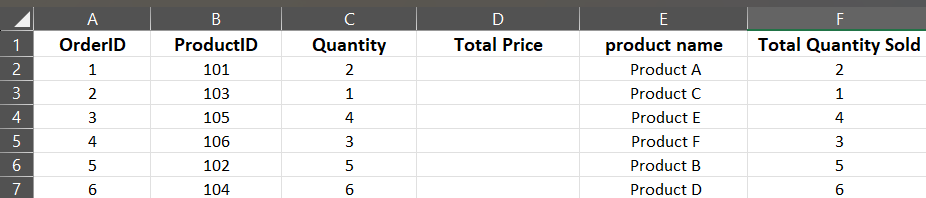 A B C D E F
1 OrderID ProductID Quantity Total Price product name Total Quantity Sold
2 1 101 2 Product A 2
3 2 103 1 Product C 1
4 3 105 4 Product E 4
5 4 106 3 Product F 3
6 5 102 5 Product B 5
7 6 104 6 Product D 6